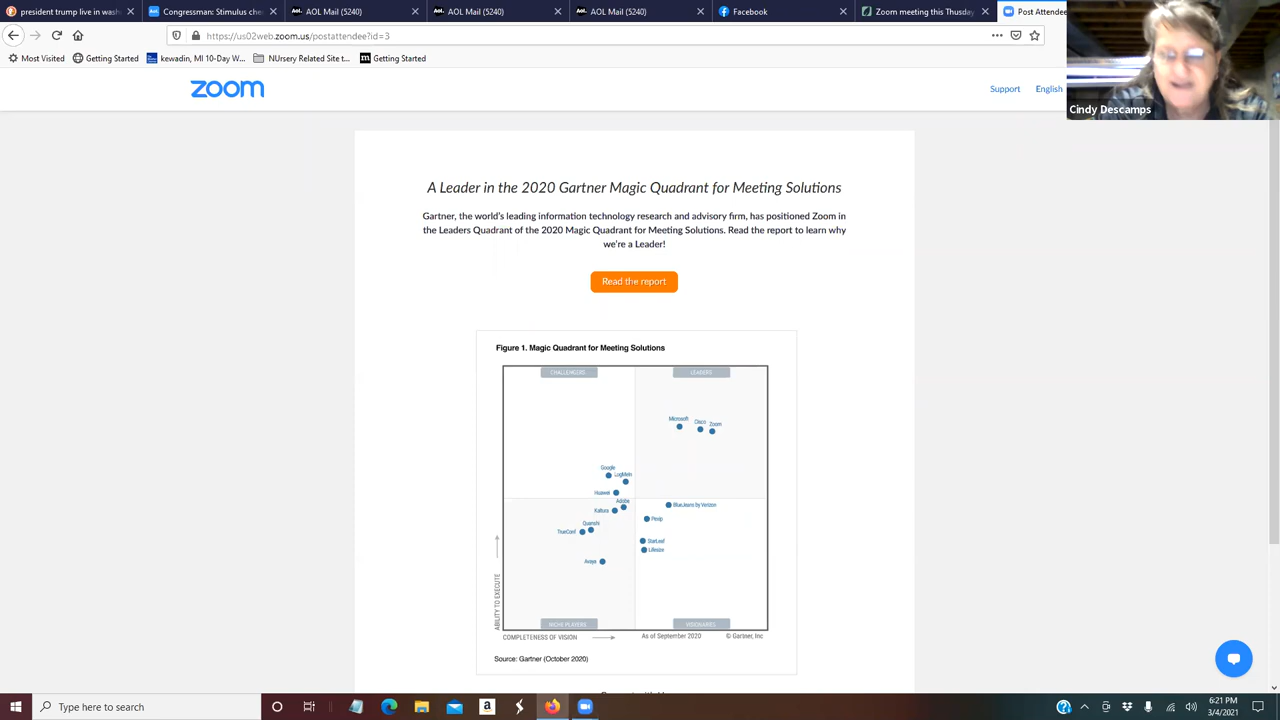 president trump live in wash
Congressman: Stimulus che
AOL Mail (5240)
AOL Mail (5240)
AOL Mail (5240)
Facebook
Zoom meeting this Thusday
Post Attendee
https://us02web.zoom.us/postattendee?id=3
Most Visited
Getting Started
kewadin, MI 10-Day W...
NUrsery Related Site t...
Getting Started
zoom
Support
English
Cindy Descamps
A Leader in the 2020 Gartner Magic Quadrant for Meeting Solutions
Gartner, the world's leading information technology research and advisory firm, has positioned Zoom in
the Leaders Quadrant of the 2020 Magic Quadrant for Meeting Solutions. Read the report to learn why
we're a Leader!
Read the report
Figure 1. Magic Quadrant for Meeting Solutions
CHALLENGERS
LEADERS
Microsoft
Cisco
Zoom
Google
LogMeIn
Huawei
Adobe
Kaltura
BlueJeans by Verizon
Pexip
Quanshi
TrueConf
StarLeaf
Lifesize
Avaya
ABILITY TO EXECUTE
NICHE PLAYERS
VISIONARIES
COMPLETENESS OF VISION
As of September 2020
© Gartner, Inc
Source: Gartner (October 2020)
Type here to search
6:21 PM
3/4/2021